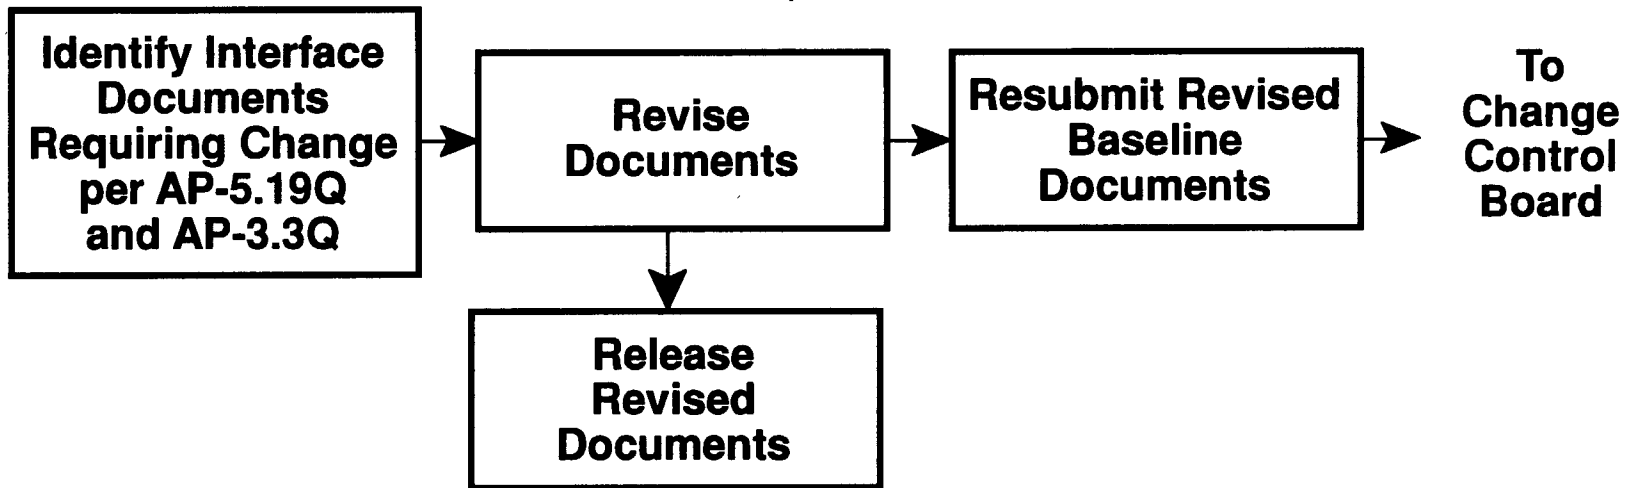 Identify Interface
Documents
Requiring Change
per AP-5.19Q
and AP-3.3Q
Revise
Documents
Resubmit Revised
Baseline
Documents
To
Change
Control
Board
Release
Revised
Documents